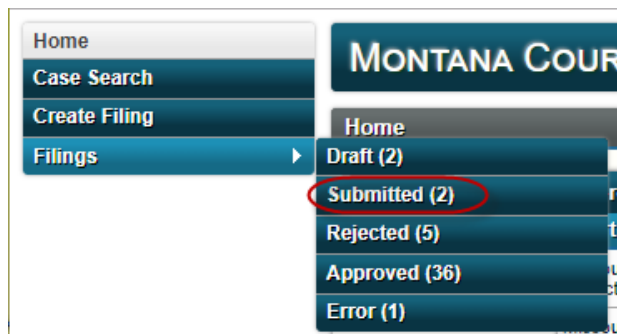 Home
MONTANA COUR
Case Search
Create Filing
Home
Filings
Draft (2)
Submitted (2)
Rejected (5)
Approved (36)
Error (1)